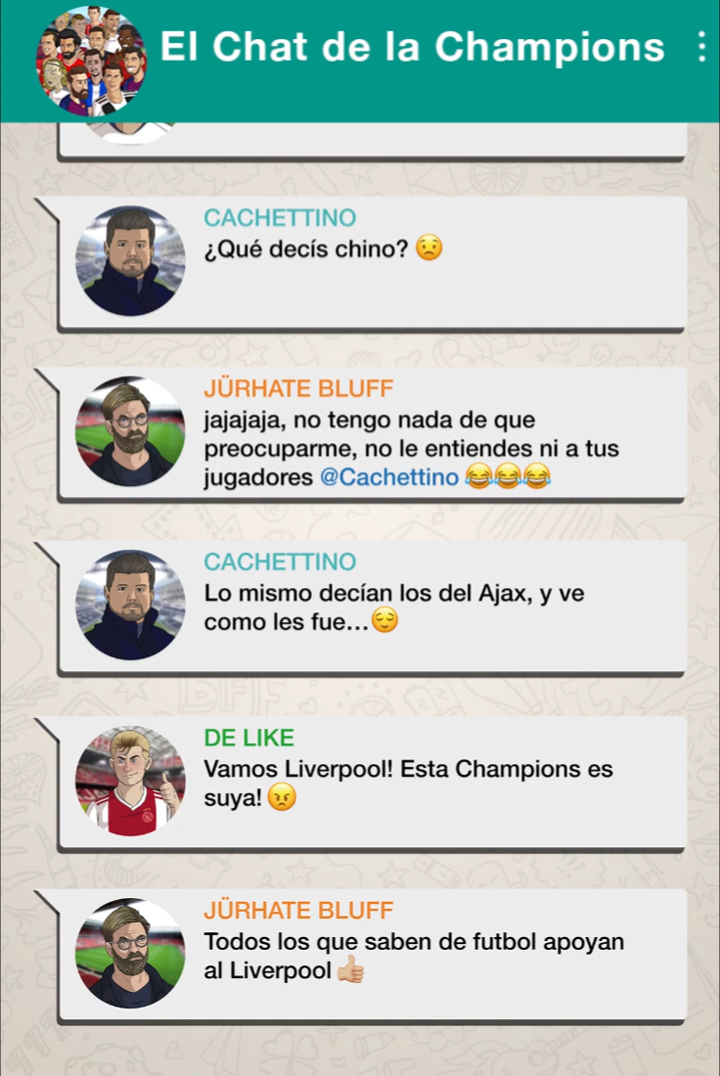 El Chat de la Champions
CACHETTINO
¿Qué decís chino? 😟
JÜRHATE BLUFF
jajajaja, no tengo nada de que
preocuparme, no le entiendes ni a tus
jugadores @Cachettino 😂😂😂
CACHETTINO
Lo mismo decían los del Ajax, y ve
como les fue...😌
DE LIKE
Vamos Liverpool! Esta Champions es
suya! 😠
JÜRHATE BLUFF
Todos los que saben de futbol apoyan
al Liverpool 👍🏼